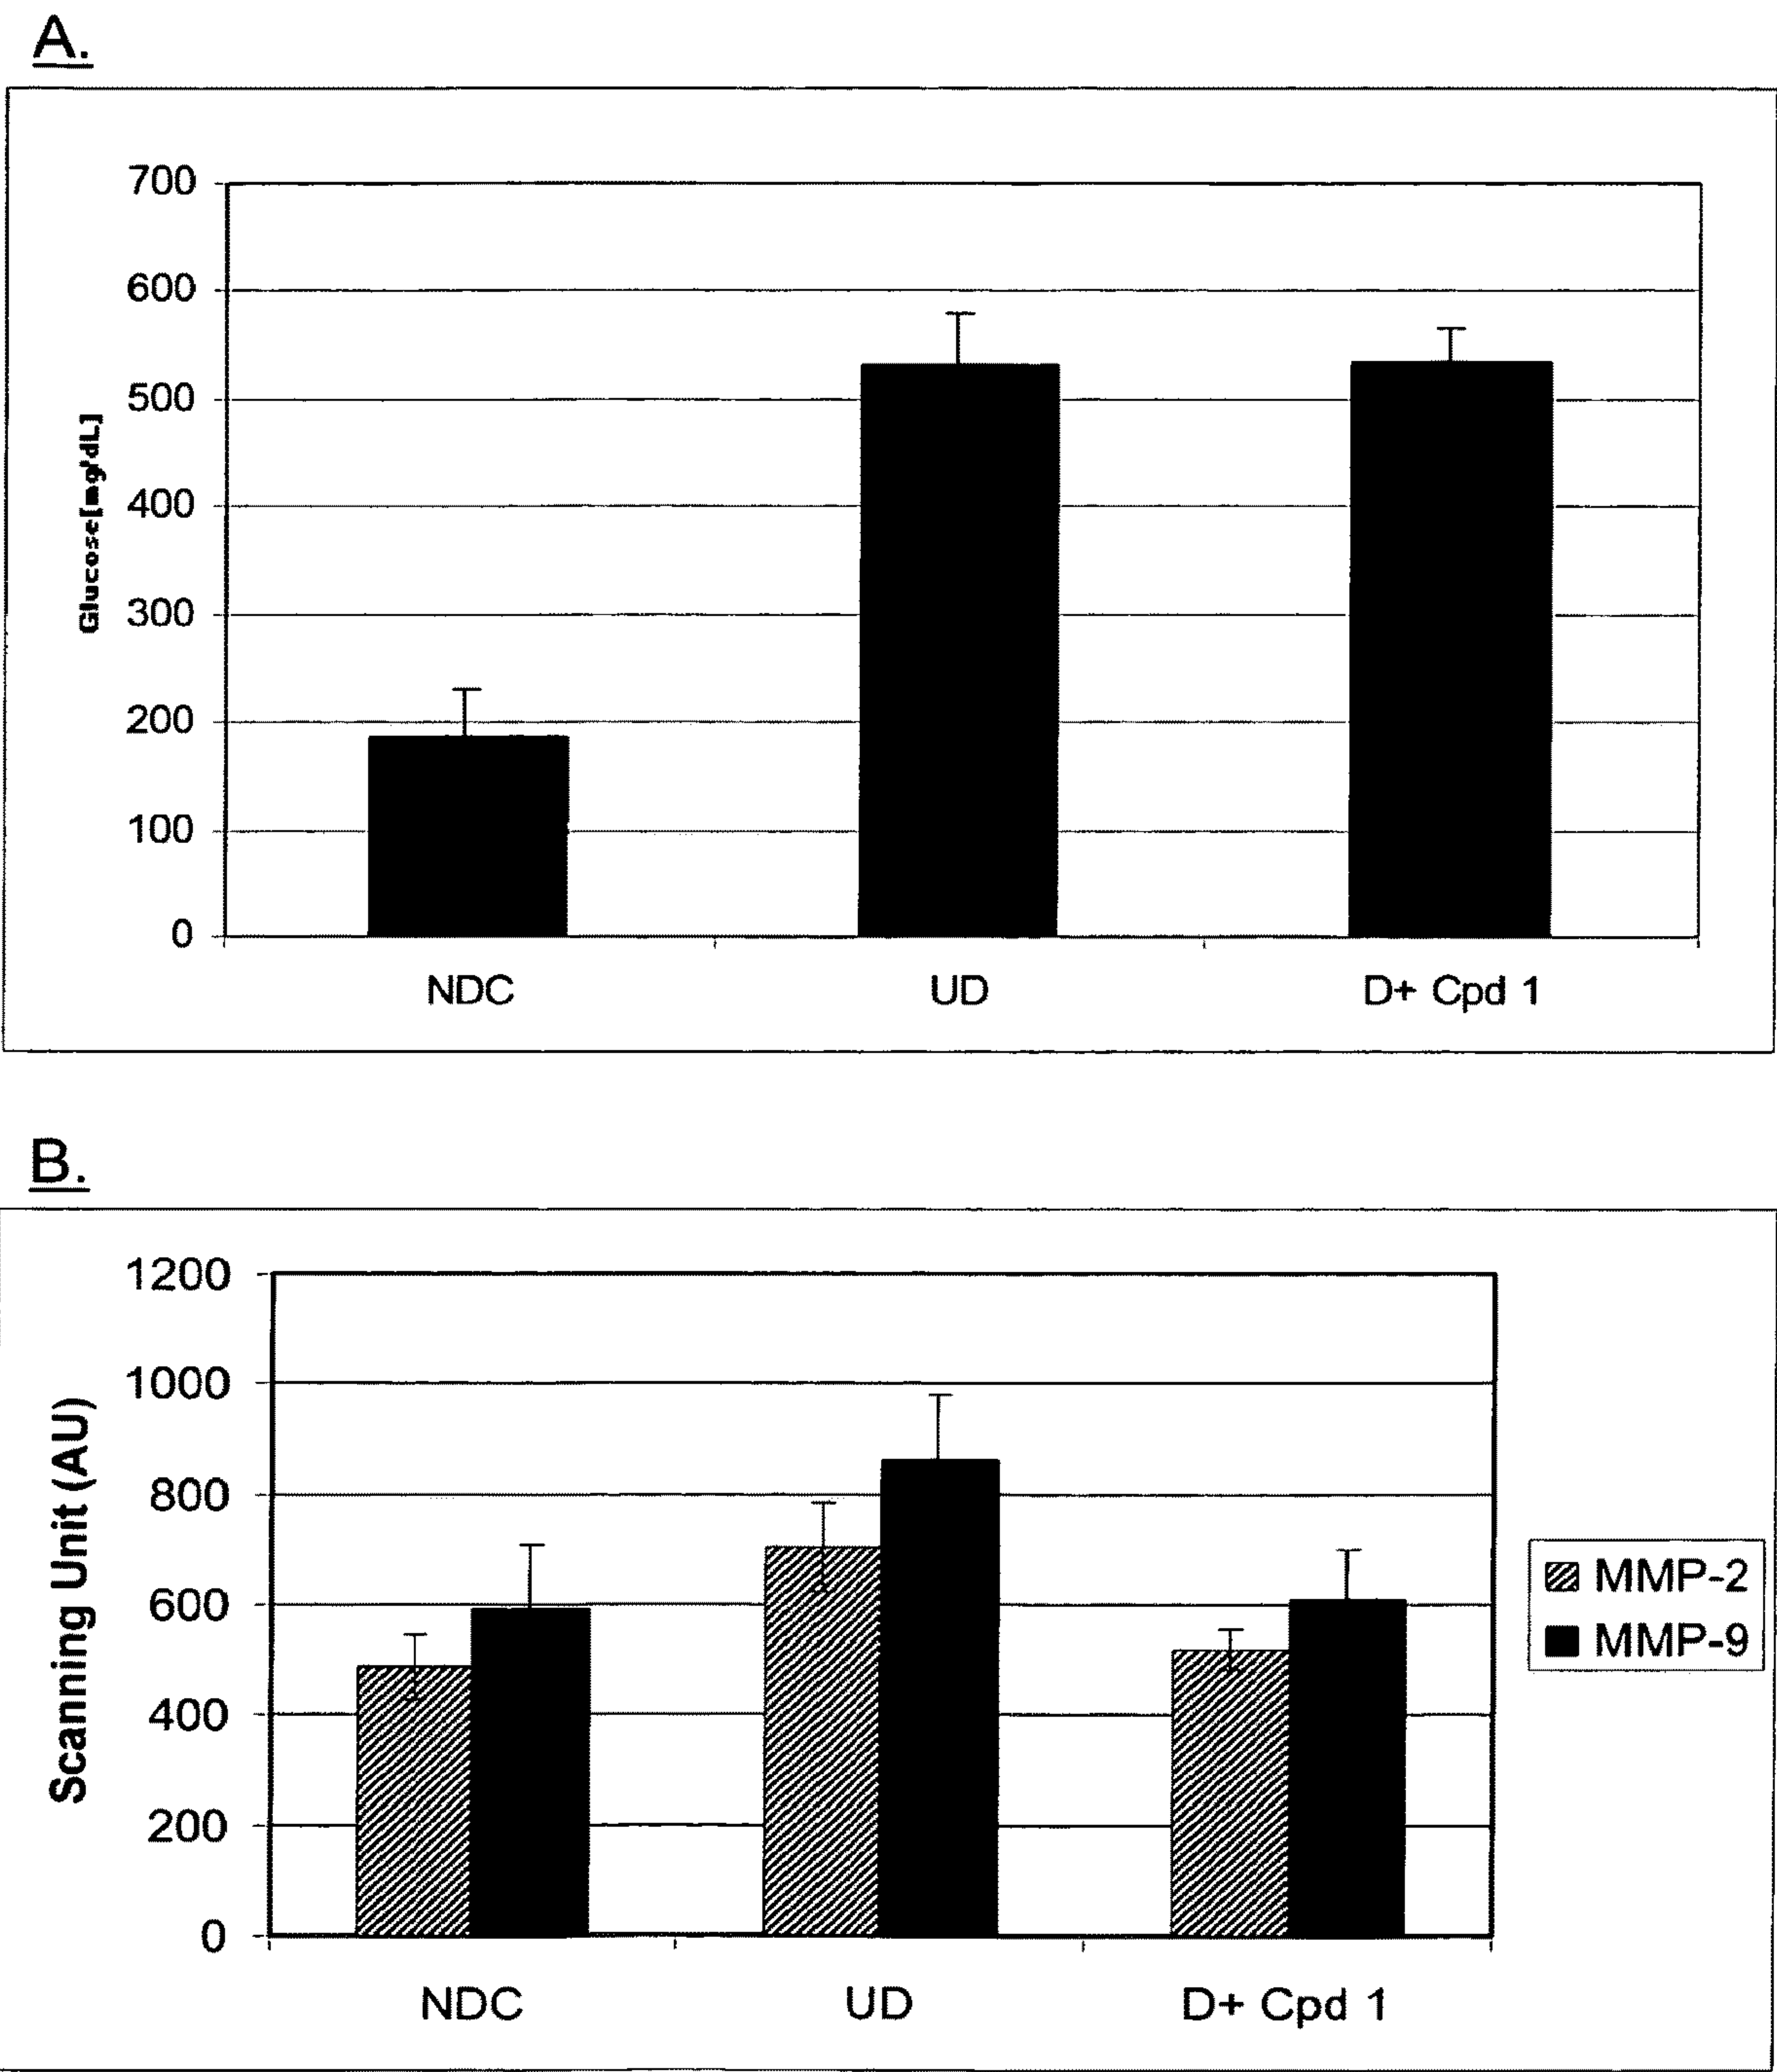 A.
700
600
500
400
300
200
100
0
Glucose[mg/dL]
NDC UD D+ Cpd 1
B.
1200
1000
800
600
400
200
0
Scanning Unit (AU)
NDC UD D+ Cpd 1
MMP-2
MMP-9